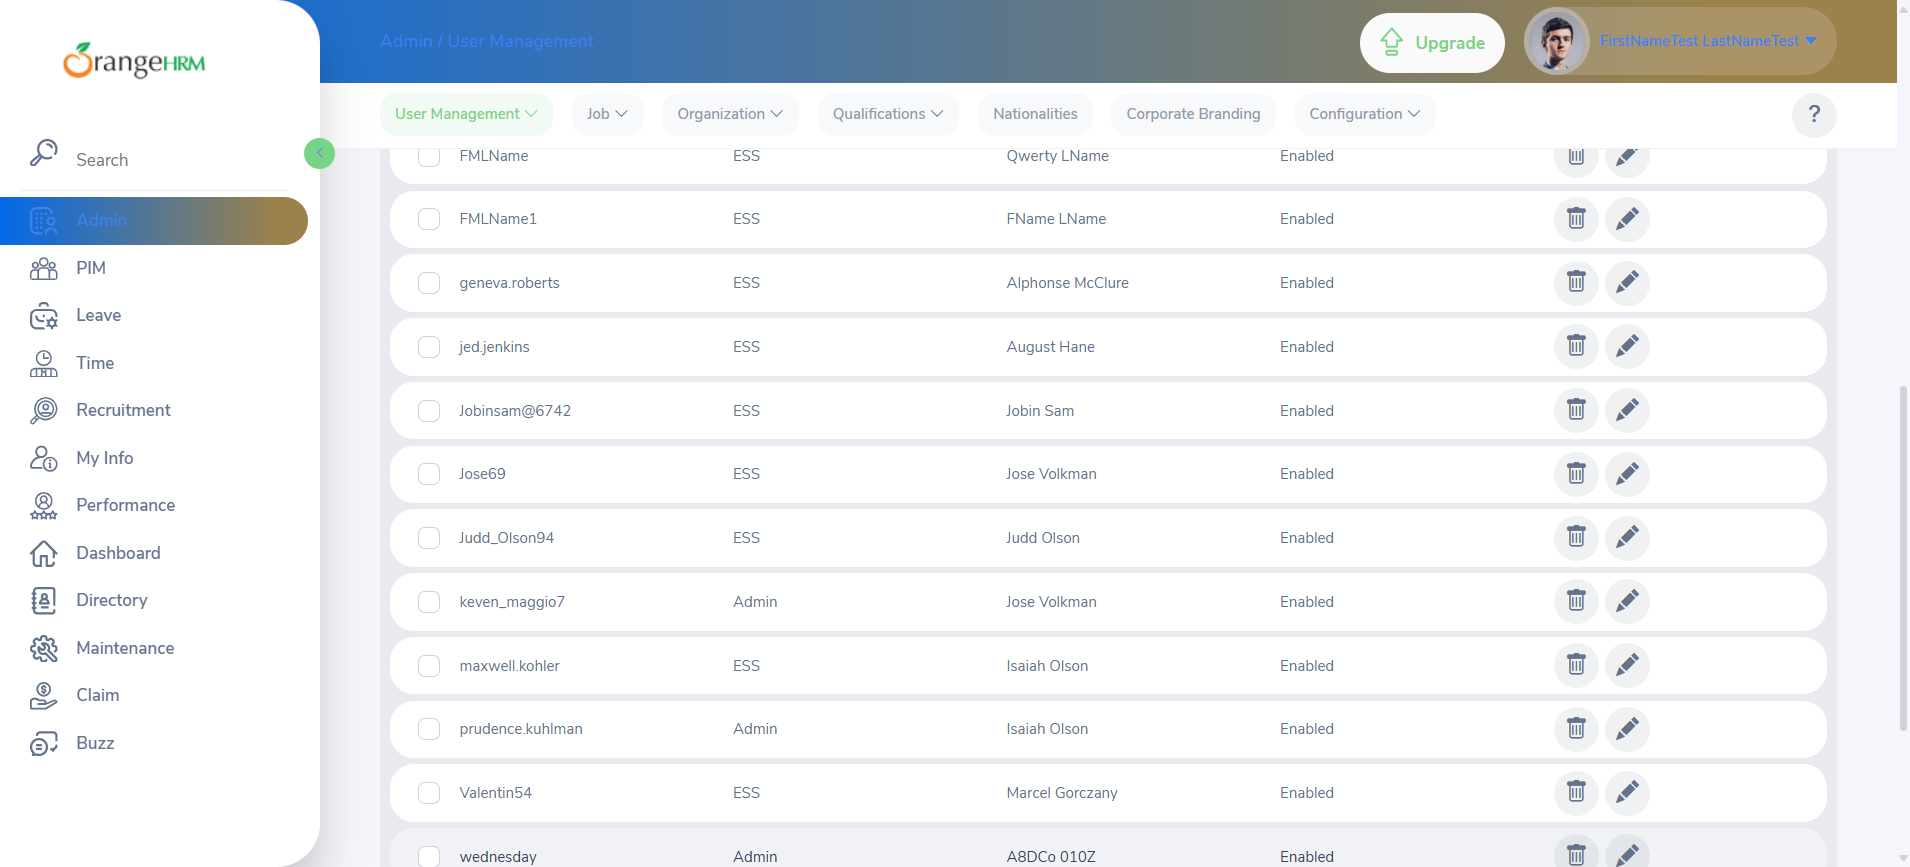 OrangeHRM
Search
Admin
PIM
Leave
Time
Recruitment
My Info
Performance
Dashboard
Directory
Maintenance
Claim
Buzz
Admin / User Management
Upgrade
FirstNameTest LastNameTest
User Management
Job
Organization
Qualifications
Nationalities
Corporate Branding
Configuration
?
FMLName ESS Qwerty LName Enabled
FMLName1 ESS FName LName Enabled
geneva.roberts ESS Alphonse McClure Enabled
jed.jenkins ESS August Hane Enabled
Jobinsam@6742 ESS Jobin Sam Enabled
Jose69 ESS Jose Volkman Enabled
Judd_Olson94 ESS Judd Olson Enabled
keven_maggio7 Admin Jose Volkman Enabled
maxwell.kohler ESS Isaiah Olson Enabled
prudence.kuhlman Admin Isaiah Olson Enabled
Valentin54 ESS Marcel Gorczany Enabled
wednesday Admin A8DCo 010Z Enabled